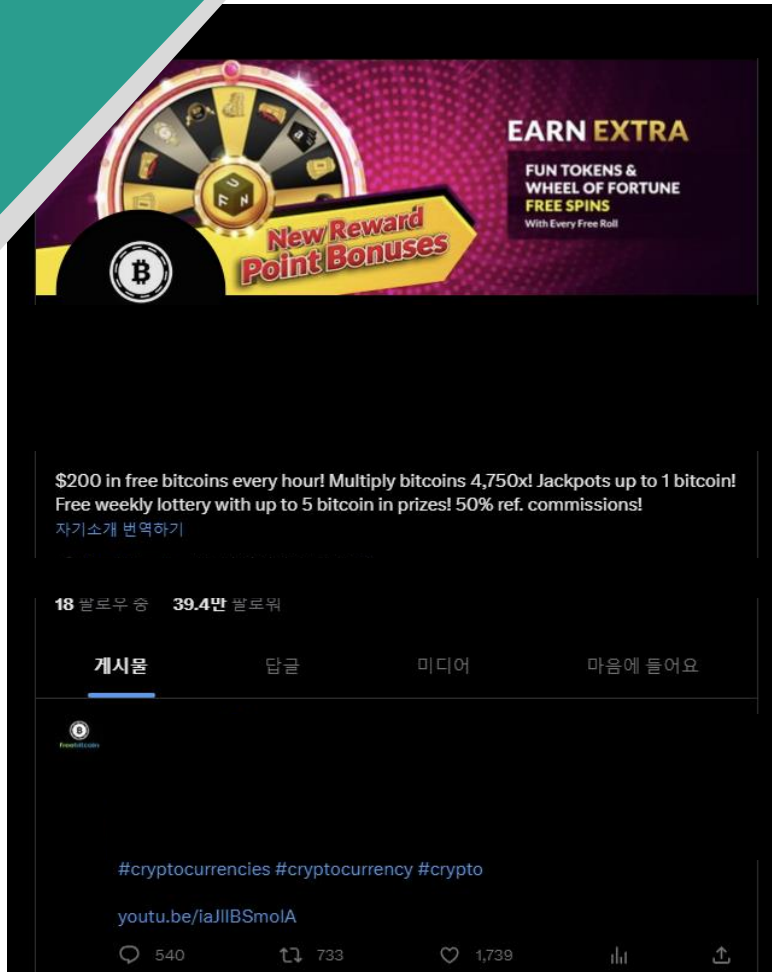 EARN EXTRA
FUN TOKENS &
WHEEL OF FORTUNE
FREE SPINS
With Every Free Roll
FUN
New Reward
Point Bonuses
$200 in free bitcoins every hour! Multiply bitcoins 4,750x! Jackpots up to 1 bitcoin!
Free weekly lottery with up to 5 bitcoin in prizes! 50% ref. commissions!
자기소개 번역하기
18 팔로우 중 39.4만 팔로워
게시물 답글 미디어 마음에 들어요
freebitcoin
#cryptocurrencies #cryptocurrency #crypto
youtu.be/iaJIIBSmoIA
540 733 1,739